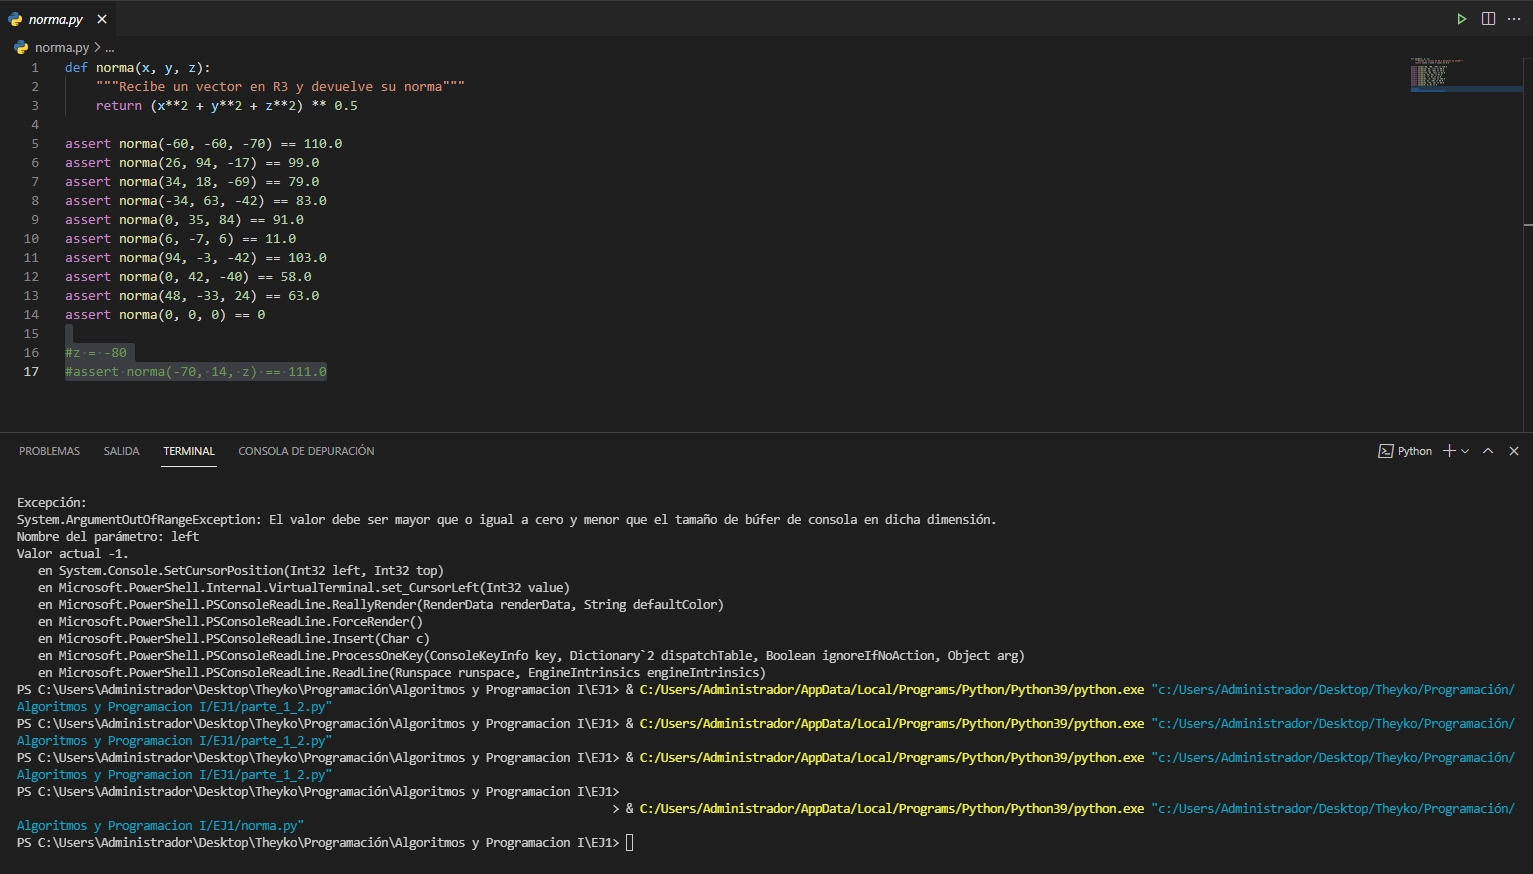 norma.py
norma.py > ...
1 def norma(x, y, z):
2 """Recibe un vector en R3 y devuelve su norma"""
3 return (x**2 + y**2 + z**2) ** 0.5
4
5 assert norma(-60, -60, -70) == 110.0
6 assert norma(26, 94, -17) == 99.0
7 assert norma(34, 18, -69) == 79.0
8 assert norma(-34, 63, -42) == 83.0
9 assert norma(0, 35, 84) == 91.0
10 assert norma(6, -7, 6) == 11.0
11 assert norma(94, -3, -42) == 103.0
12 assert norma(0, 42, -40) == 58.0
13 assert norma(48, -33, 24) == 63.0
14 assert norma(0, 0, 0) == 0
15
16 #z = -80
17 #assert norma(-70, 14, z) == 111.0
PROBLEMAS SALIDA TERMINAL CONSOLA DE DEPURACIÓN Python
Excepción:
System.ArgumentOutOfRangeException: El valor debe ser mayor que o igual a cero y menor que el tamaño de búfer de consola en dicha dimensión.
Nombre del parámetro: left
Valor actual -1.
en System.Console.SetCursorPosition(Int32 left, Int32 top)
en Microsoft.PowerShell.Internal.VirtualTerminal.set_CursorLeft(Int32 value)
en Microsoft.PowerShell.PSConsoleReadLine.ReallyRender(RenderData renderData, String defaultColor)
en Microsoft.PowerShell.PSConsoleReadLine.ForceRender()
en Microsoft.PowerShell.PSConsoleReadLine.Insert(Char c)
en Microsoft.PowerShell.PSConsoleReadLine.ProcessOneKey(ConsoleKeyInfo key, Dictionary`2 dispatchTable, Boolean ignoreIfNoAction, Object arg)
en Microsoft.PowerShell.PSConsoleReadLine.ReadLine(Runspace runspace, EngineIntrinsics engineIntrinsics)
PS C:\Users\Administrador\Desktop\Theyko\Programación\Algoritmos y Programacion I\EJ1> & C:/Users/Administrador/AppData/Local/Programs/Python/Python39/python.exe "c:/Users/Administrador/Desktop/Theyko/Programación/
Algoritmos y Programacion I/EJ1/parte_1_2.py"
PS C:\Users\Administrador\Desktop\Theyko\Programación\Algoritmos y Programacion I\EJ1> & C:/Users/Administrador/AppData/Local/Programs/Python/Python39/python.exe "c:/Users/Administrador/Desktop/Theyko/Programación/
Algoritmos y Programacion I/EJ1/parte_1_2.py"
PS C:\Users\Administrador\Desktop\Theyko\Programación\Algoritmos y Programacion I\EJ1> & C:/Users/Administrador/AppData/Local/Programs/Python/Python39/python.exe "c:/Users/Administrador/Desktop/Theyko/Programación/
Algoritmos y Programacion I/EJ1/parte_1_2.py"
PS C:\Users\Administrador\Desktop\Theyko\Programación\Algoritmos y Programacion I\EJ1>
> & C:/Users/Administrador/AppData/Local/Programs/Python/Python39/python.exe "c:/Users/Administrador/Desktop/Theyko/Programación/
Algoritmos y Programacion I/EJ1/norma.py"
PS C:\Users\Administrador\Desktop\Theyko\Programación\Algoritmos y Programacion I\EJ1>